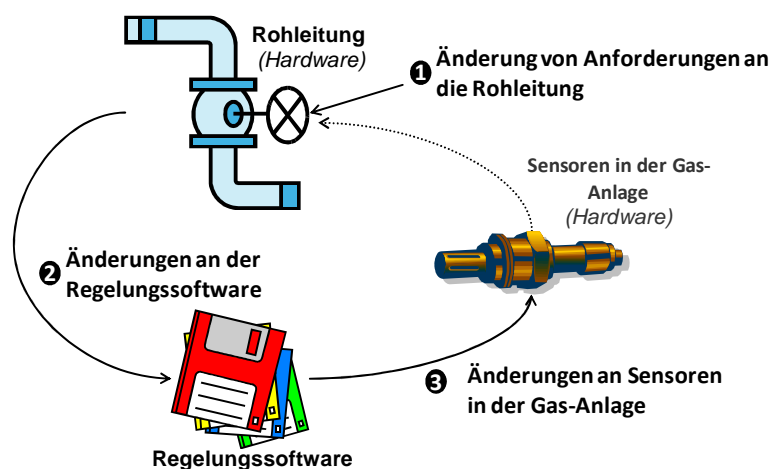 Rohleitung
(Hardware)
❶ Änderung von Anforderungen an
die Rohleitung
Sensoren in der Gas-
Anlage
(Hardware)
❷ Änderungen an der
Regelungssoftware
❸ Änderungen an Sensoren
in der Gas-Anlage
Regelungssoftware